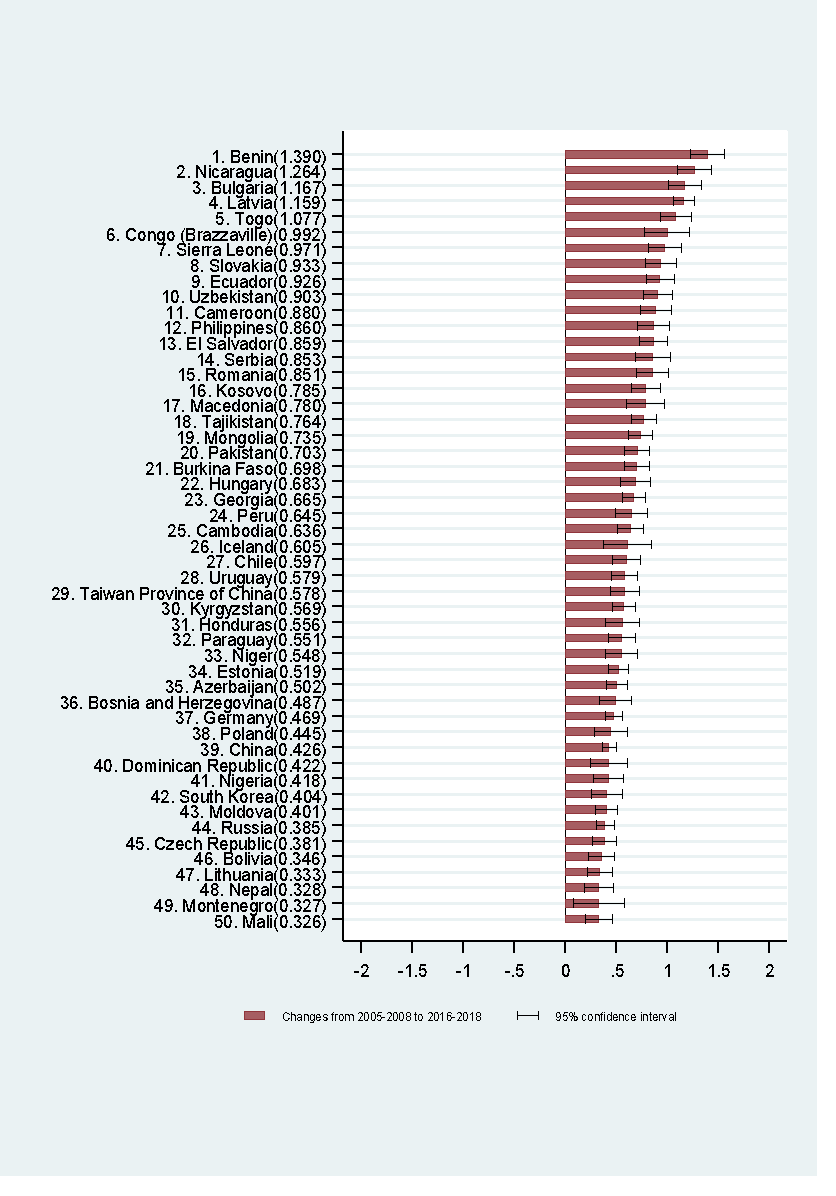 1. Benin(1.390)
2. Nicaragua(1.264)
3. Bulgaria(1.167)
4. Latvia(1.159)
5. Togo(1.077)
6. Congo (Brazzaville)(0.992)
7. Sierra Leone(0.971)
8. Slovakia(0.933)
9. Ecuador(0.926)
10. Uzbekistan(0.903)
11. Cameroon(0.880)
12. Philippines(0.860)
13. El Salvador(0.859)
14. Serbia(0.853)
15. Romania(0.851)
16. Kosovo(0.785)
17. Macedonia(0.780)
18. Tajikistan(0.764)
19. Mongolia(0.735)
20. Pakistan(0.703)
21. Burkina Faso(0.698)
22. Hungary(0.683)
23. Georgia(0.665)
24. Peru(0.645)
25. Cambodia(0.636)
26. Iceland(0.605)
27. Chile(0.597)
28. Uruguay(0.579)
29. Taiwan Province of China(0.578)
30. Kyrgyzstan(0.569)
31. Honduras(0.556)
32. Paraguay(0.551)
33. Niger(0.548)
34. Estonia(0.519)
35. Azerbaijan(0.502)
36. Bosnia and Herzegovina(0.487)
37. Germany(0.469)
38. Poland(0.445)
39. China(0.426)
40. Dominican Republic(0.422)
41. Nigeria(0.418)
42. South Korea(0.404)
43. Moldova(0.401)
44. Russia(0.385)
45. Czech Republic(0.381)
46. Bolivia(0.346)
47. Lithuania(0.333)
48. Nepal(0.328)
49. Montenegro(0.327)
50. Mali(0.326)
-2 -1.5 -1 -.5 0 .5 1 1.5 2
Changes from 2005-2008 to 2016-2018 95% confidence interval